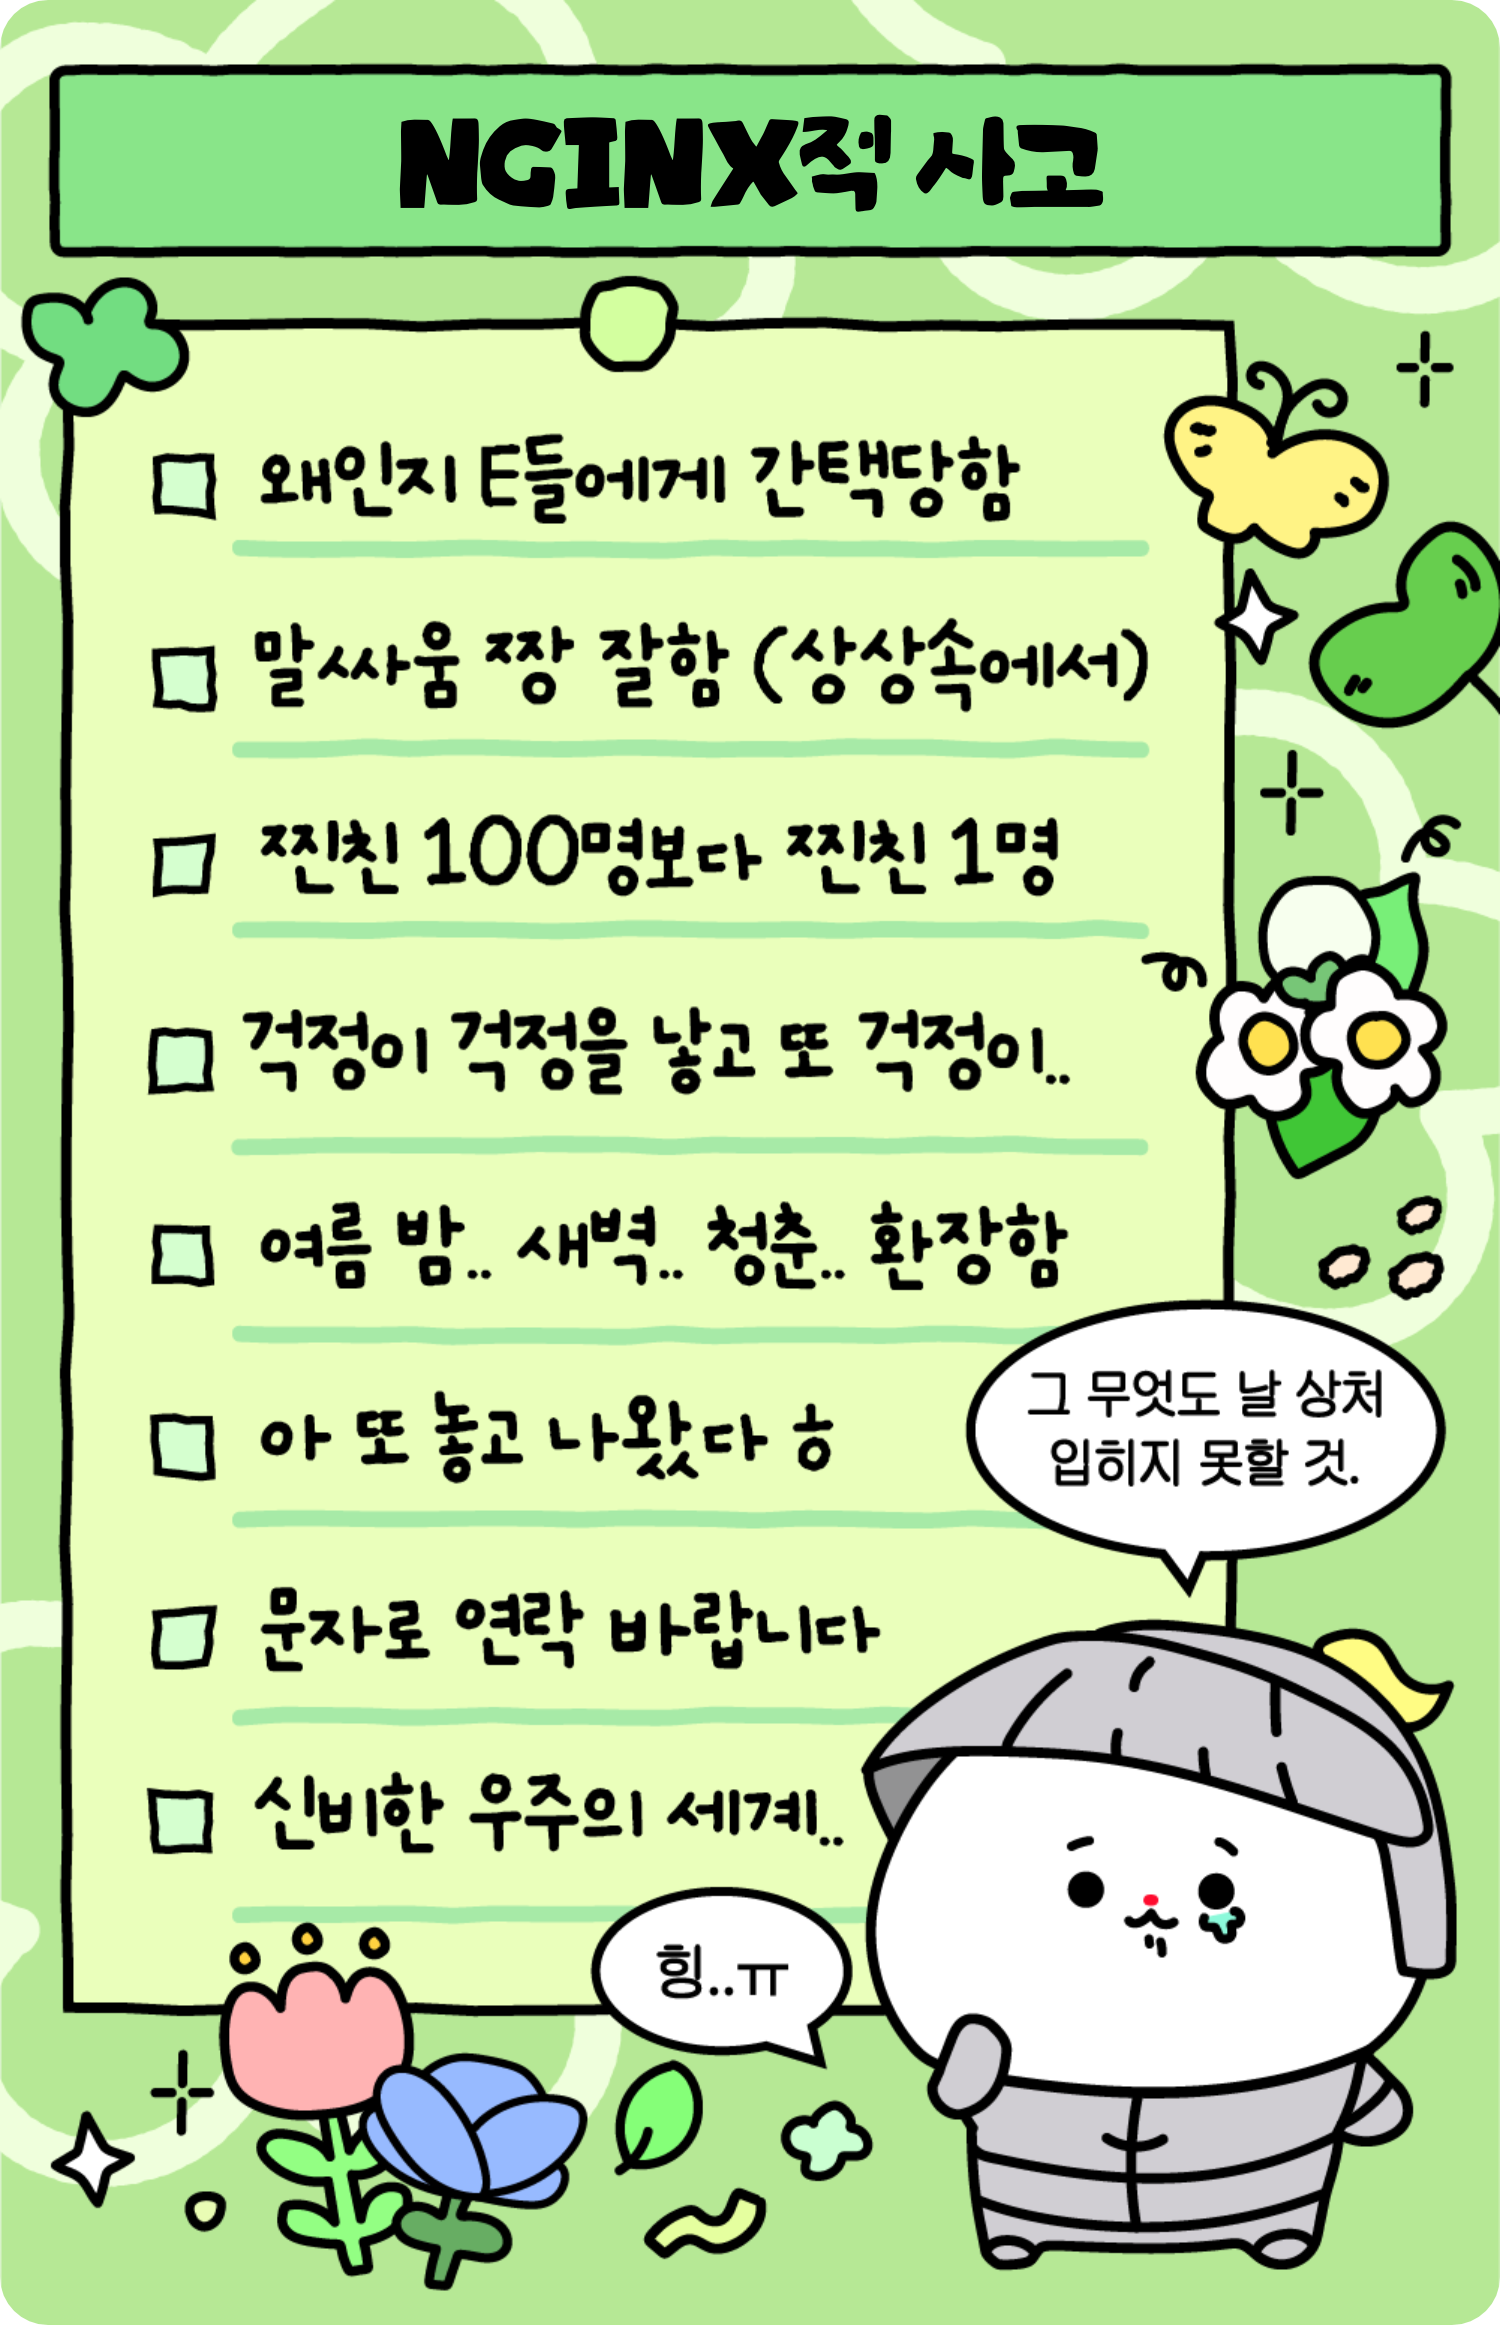 NGINX적 사고
왜인지 E들에게 간택당함
말싸움 짱 잘함 (상상속에서)
찐친 100명보다 찐친 1명
걱정이 걱정을 낳고 또 걱정이..
여름 밤.. 새벽.. 청춘.. 환장함
아 또 놓고 나왔다 ㅎ
그 무엇도 날 상처
입히지 못할 것.
문자로 연락 바랍니다
신비한 우주의 세계..
힝..ㅠ